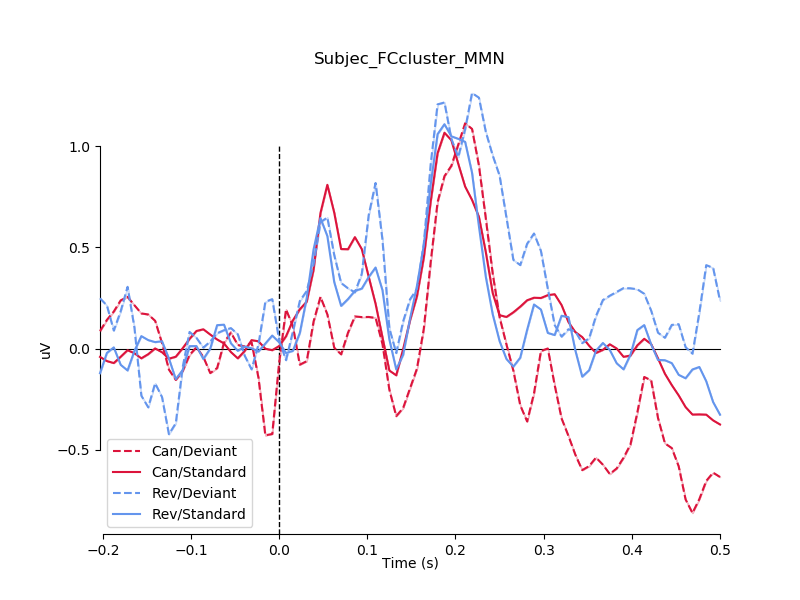 Subjec_FCcluster_MMN
uV
1.0
0.5
0.0
−0.5
Can/Deviant
Can/Standard
Rev/Deviant
Rev/Standard
−0.2 −0.1 0.0 0.1 0.2 0.3 0.4 0.5
Time (s)